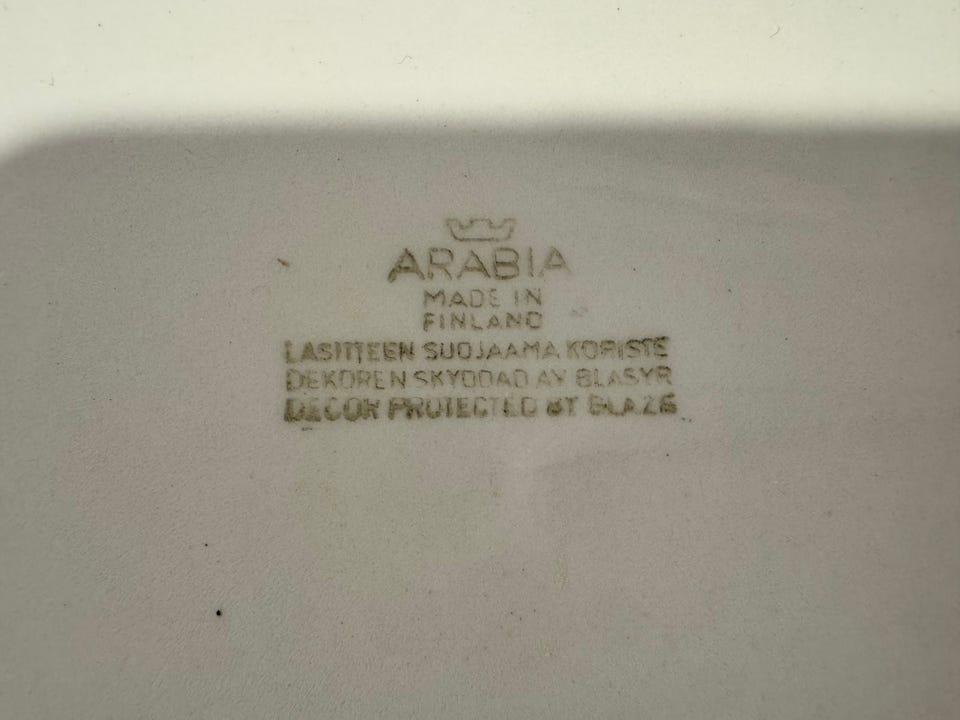 ARABIA
MADE IN
FINLAND
LASITTEEN SUOJAAMA KORISTE
DEKOREN SKYDDAD AV GLASYR
DECOR PROTECTED BY GLAZE